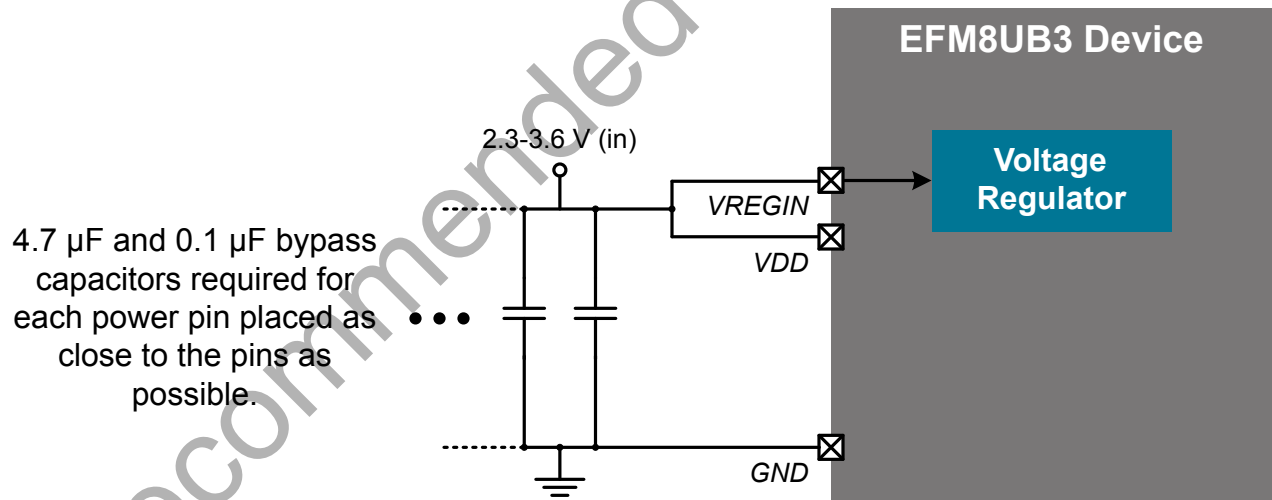 EFM8UB3 Device
2.3-3.6 V (in)
Voltage
Regulator
VREGIN
VDD
4.7 µF and 0.1 µF bypass
capacitors required for
each power pin placed as
close to the pins as
possible.
GND
ecommended